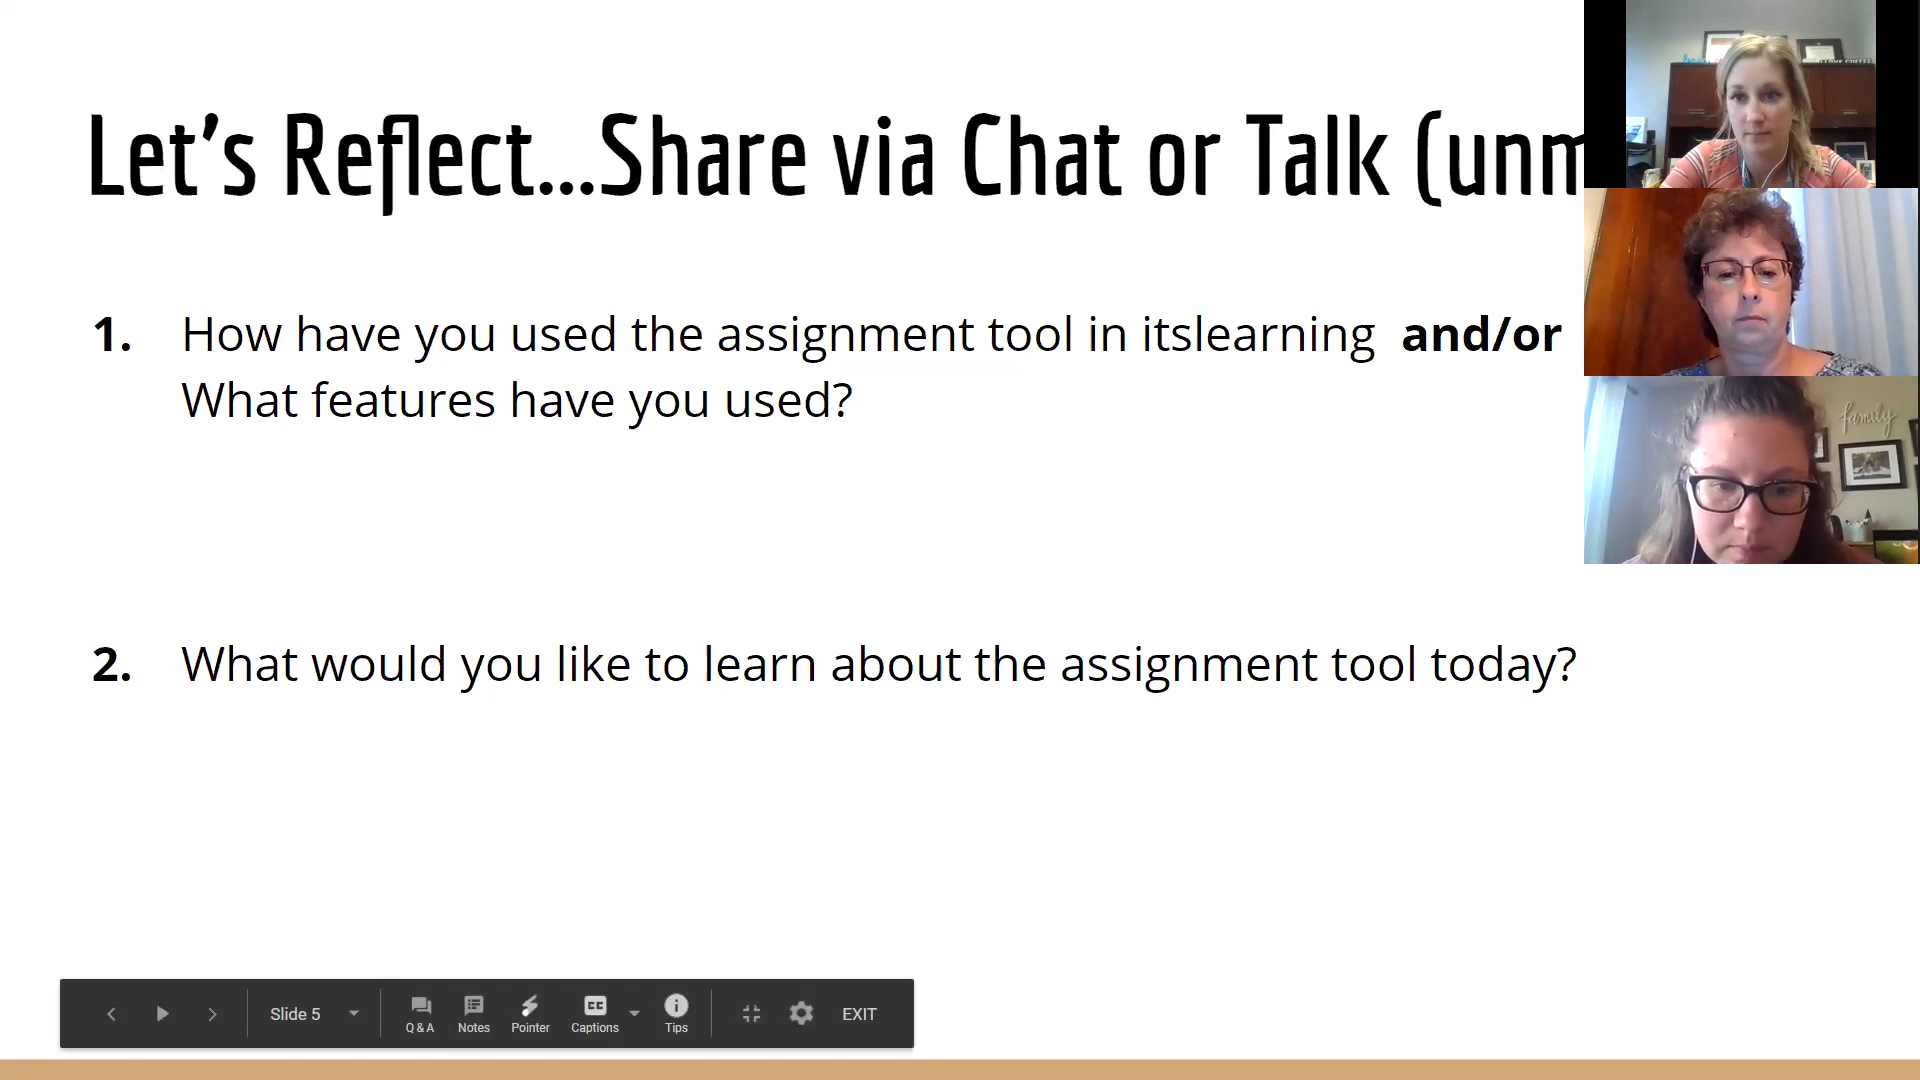 Let’s Reflect...Share via Chat or Talk (unm
1. How have you used the assignment tool in itslearning and/or
What features have you used?
2. What would you like to learn about the assignment tool today?
family
Slide 5
Q & A
Notes
Pointer
CC
Captions
Tips
EXIT